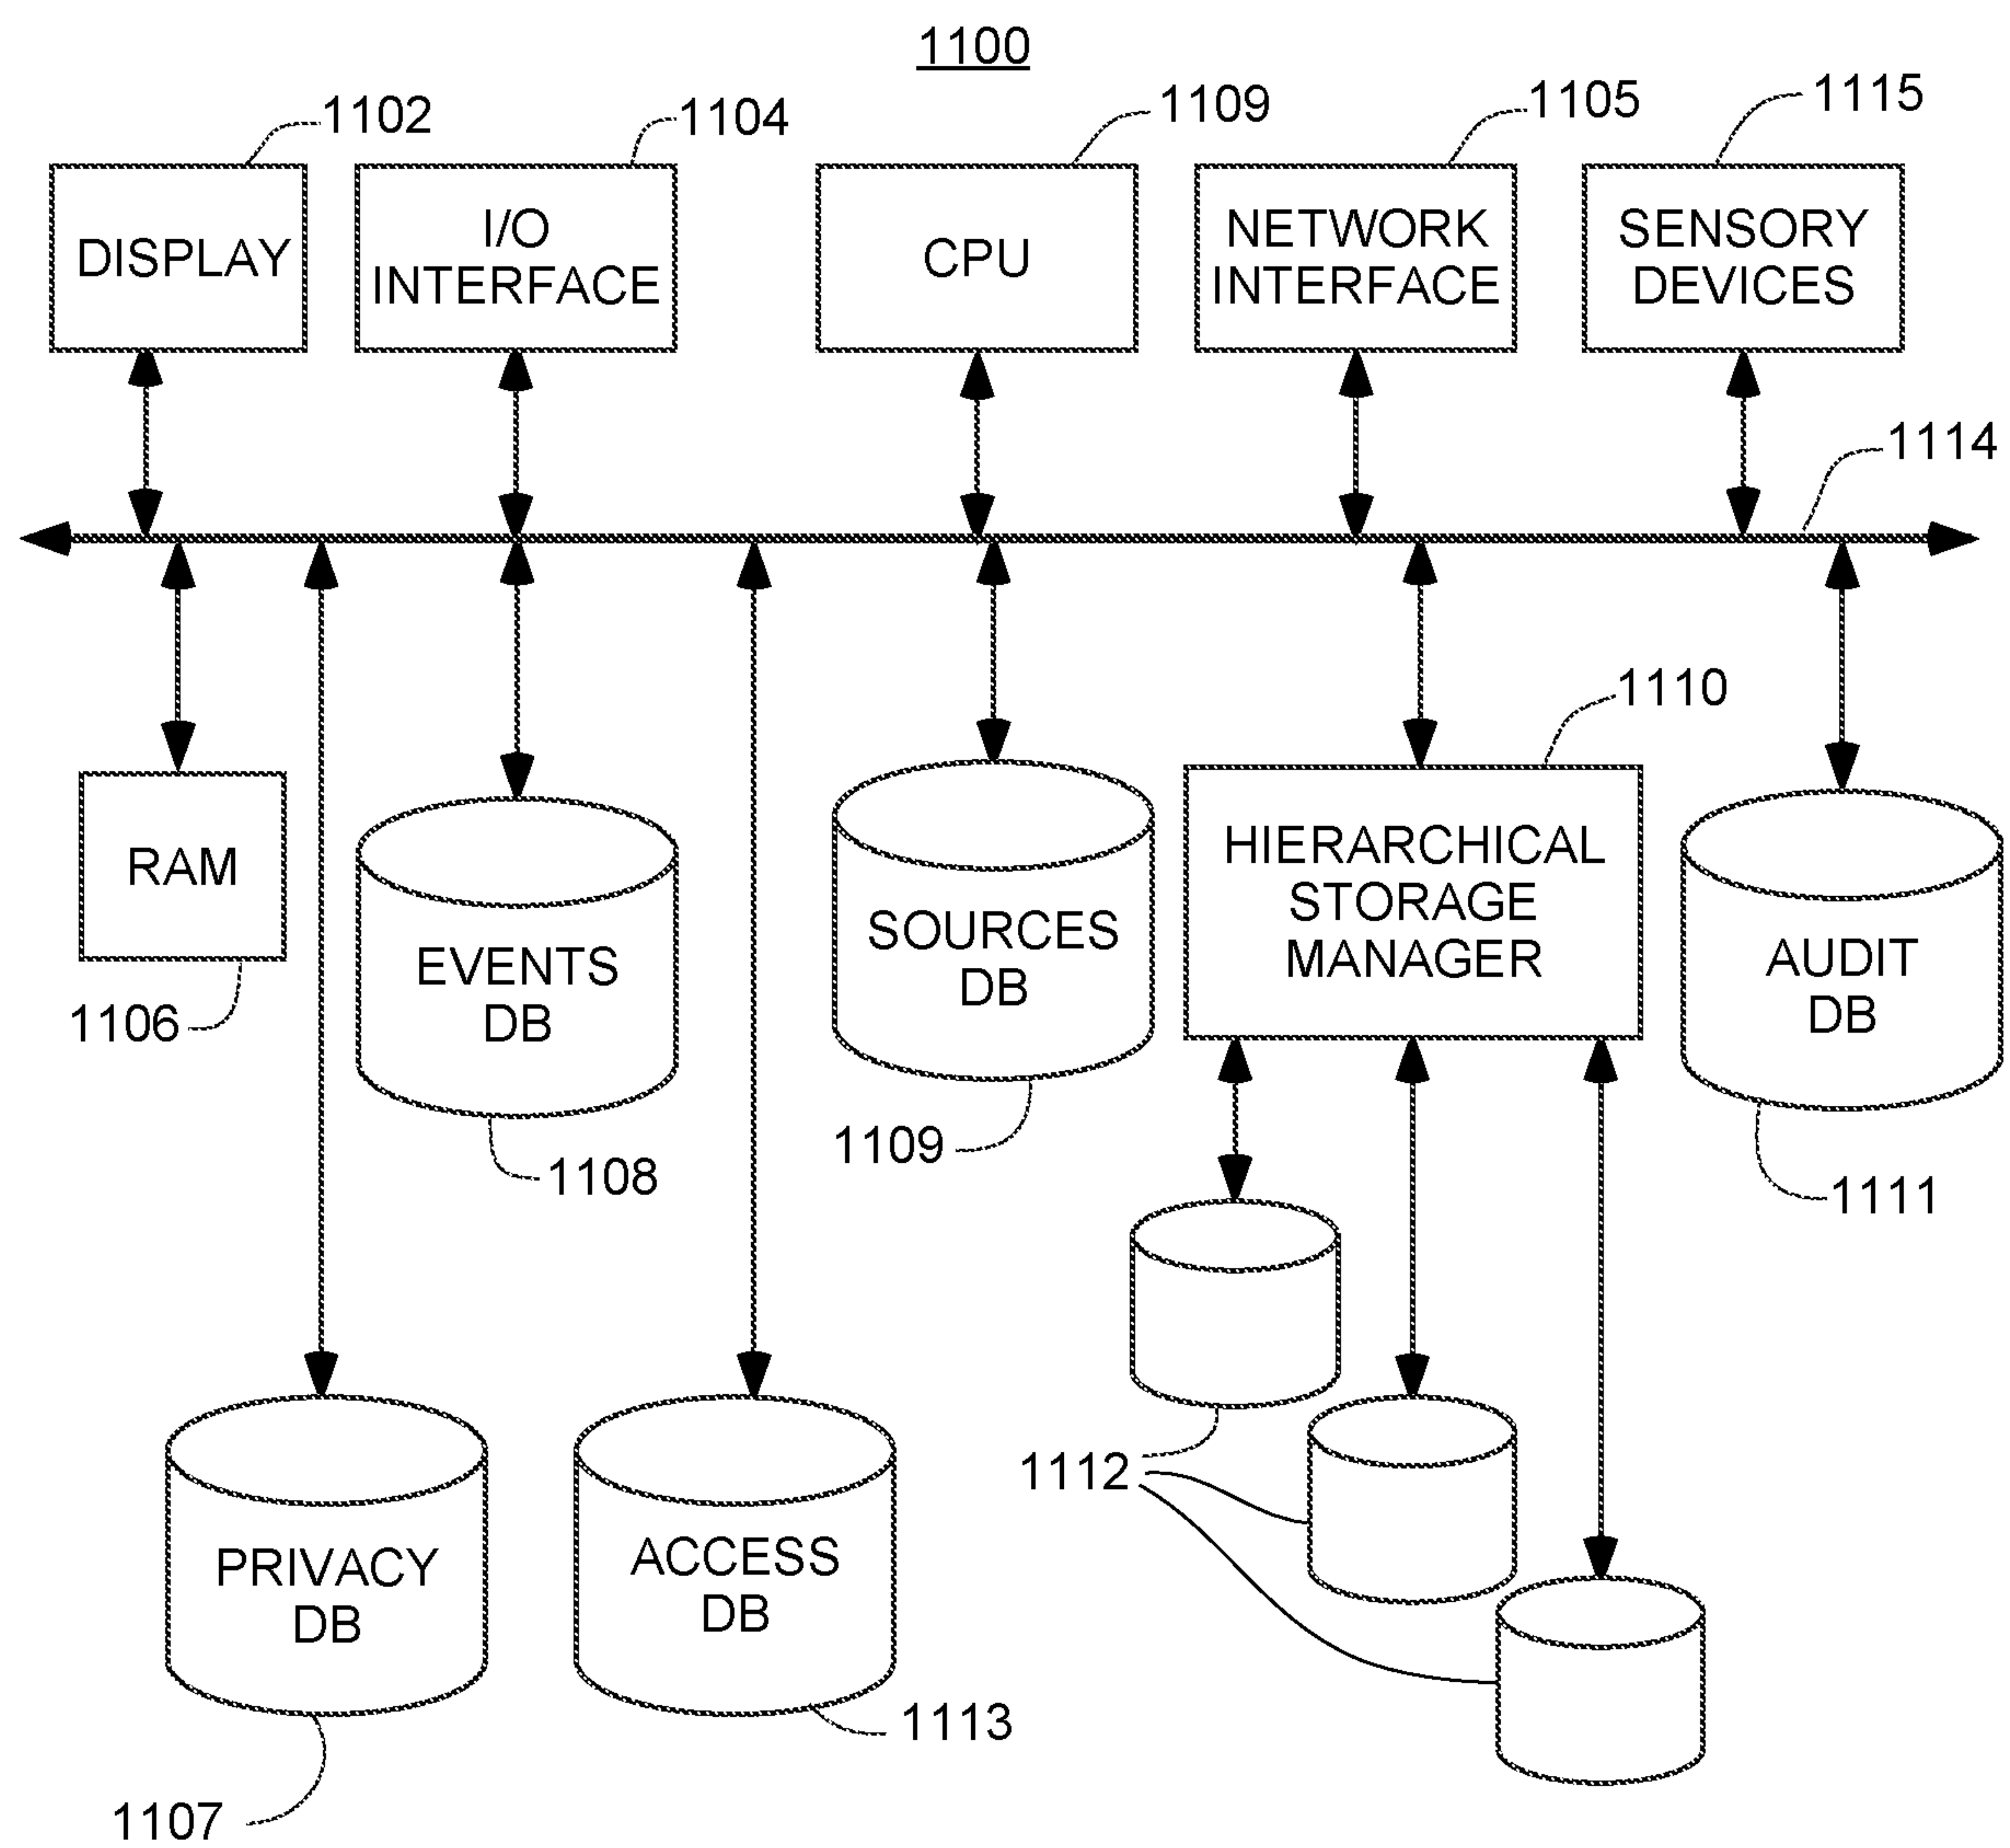 1100
1102
1104
1109
1105
1115
DISPLAY
I/O
INTERFACE
CPU
NETWORK
INTERFACE
SENSORY
DEVICES
1114
1110
RAM
EVENTS
DB
SOURCES
DB
HIERARCHICAL
STORAGE
MANAGER
AUDIT
DB
1106
1108
1109
1111
1112
PRIVACY
DB
ACCESS
DB
1113
1107